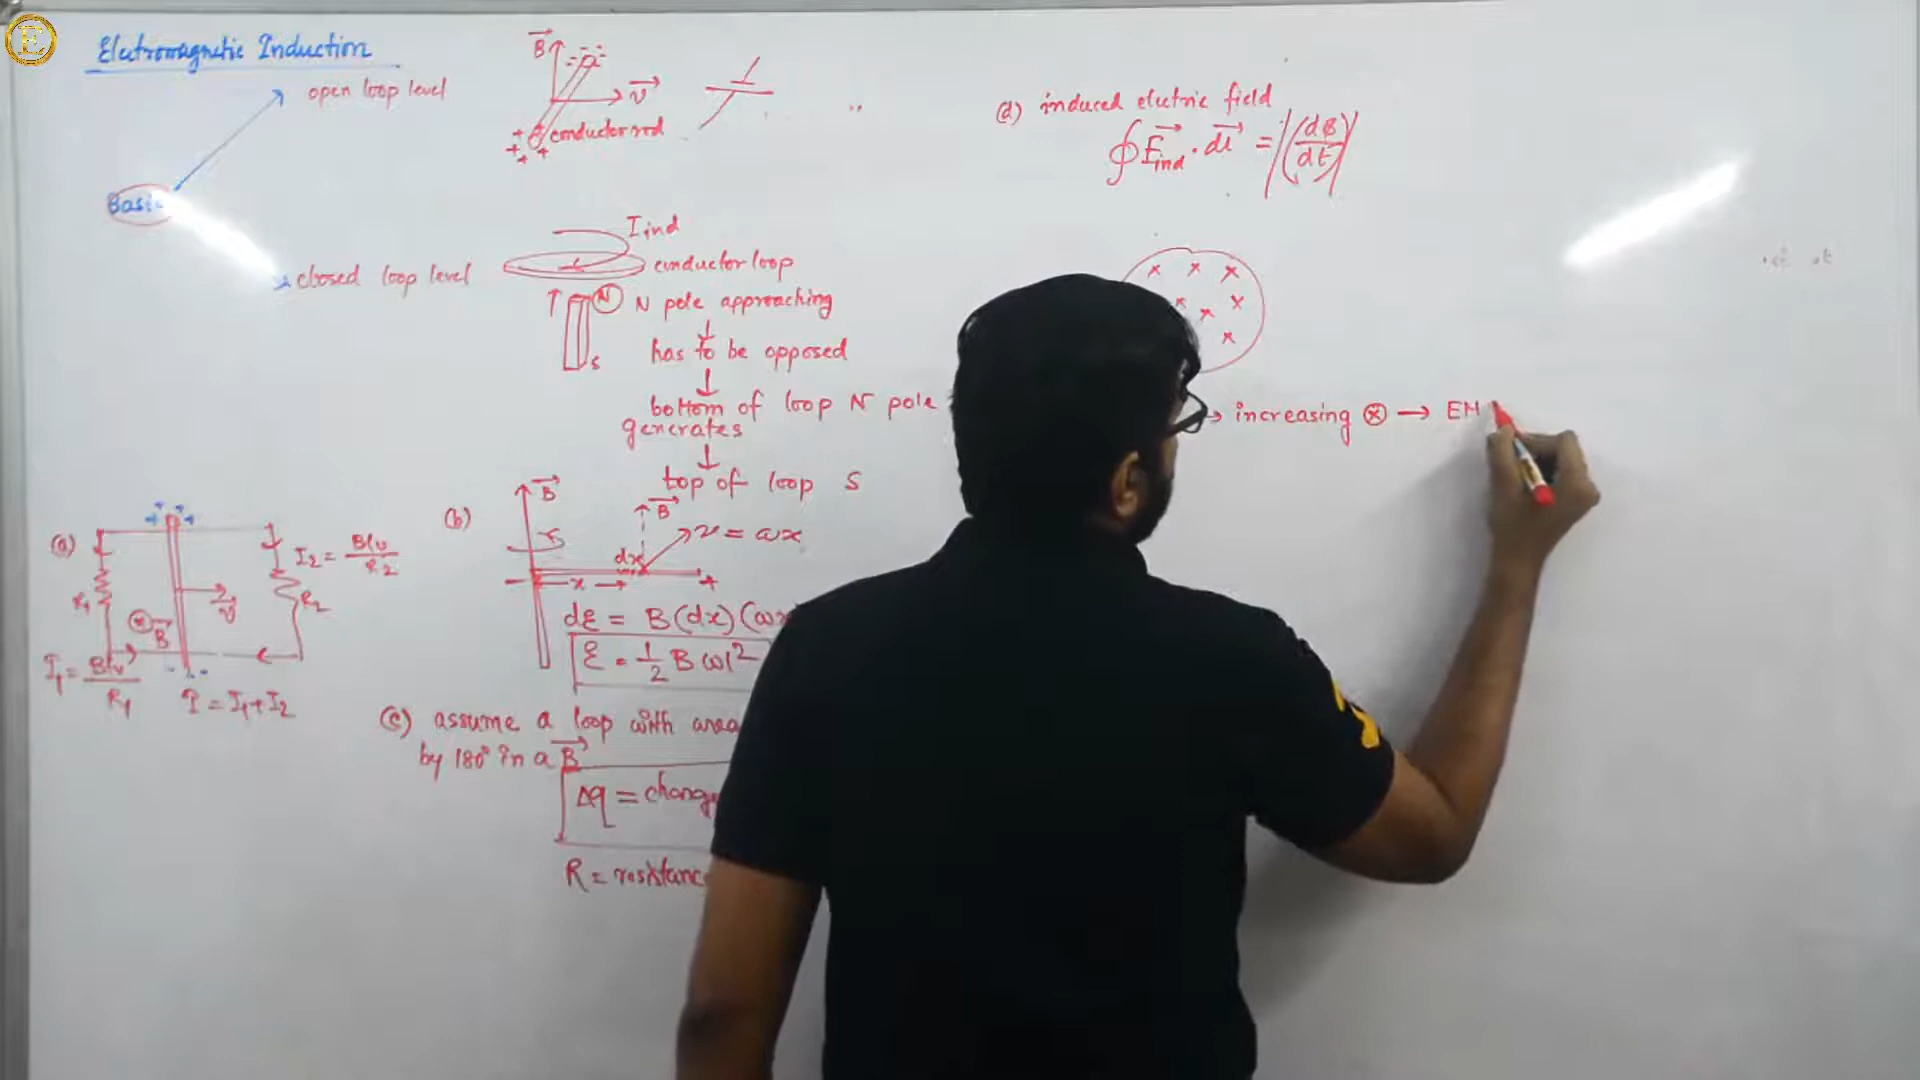 Electromagnetic Induction
open loop level
B
v
conductor rod
Basic
closed loop level
I ind
conductor loop
N
N pole approaching
S
has to be opposed
bottom of loop N pole
generates
top of loop S
(a)
I₂ = Blv/R₂
R₁
R₂
v
⊗ B
I₁ = Blv/R₁
I = I₁+I₂
(b)
B
B
v = ωx
dx
x
dε = B(dx)(ωx
ε = 1/2 Bωl²
(c) assume a loop with area
by 180° in a B
Δq = change
R = resistance
(d) induced electric field
∮ E ind · dl = |(dφ/dt)|
x x x
x x x
x
increasing ⊗ → EM
E